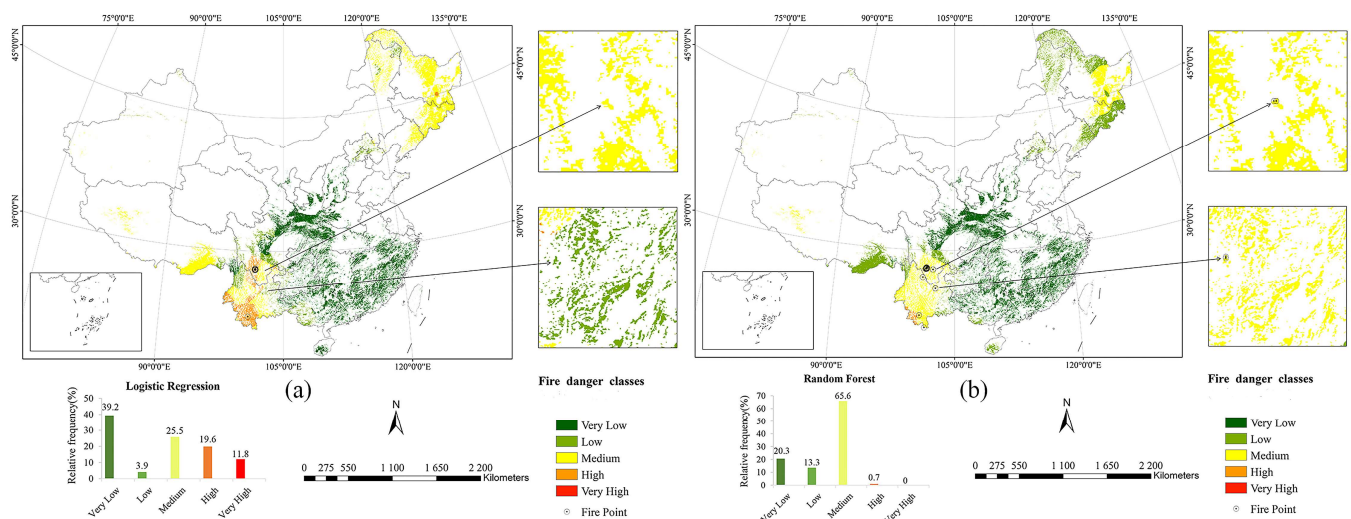 75°0'0"E 90°0'0"E 105°0'0"E 120°0'0"E 135°0'0"E
45°0'0"N
45°0'0"N
30°0'0"N
30°0'0"N
90°0'0"E 105°0'0"E 120°0'0"E
Logistic Regression
(a)
Relative frequency(%)
50
40
30
20
10
0
39.2
3.9
25.5
19.6
11.8
Very Low
Low
Medium
High
Very High
N
0 275 550 1 100 1 650 2 200
Kilometers
Fire danger classes
Very Low
Low
Medium
High
Very High
Fire Point
75°0'0"E 90°0'0"E 105°0'0"E 120°0'0"E 135°0'0"E
45°0'0"N
45°0'0"N
30°0'0"N
30°0'0"N
90°0'0"E 105°0'0"E 120°0'0"E
Random Forest
(b)
Relative frequency(%)
70
60
50
40
30
20
10
0
20.3
13.3
65.6
0.7
0
Very Low
Low
Medium
High
Very High
N
0 275 550 1 100 1 650 2 200
Kilometers
Fire danger classes
Very Low
Low
Medium
High
Very High
Fire Point